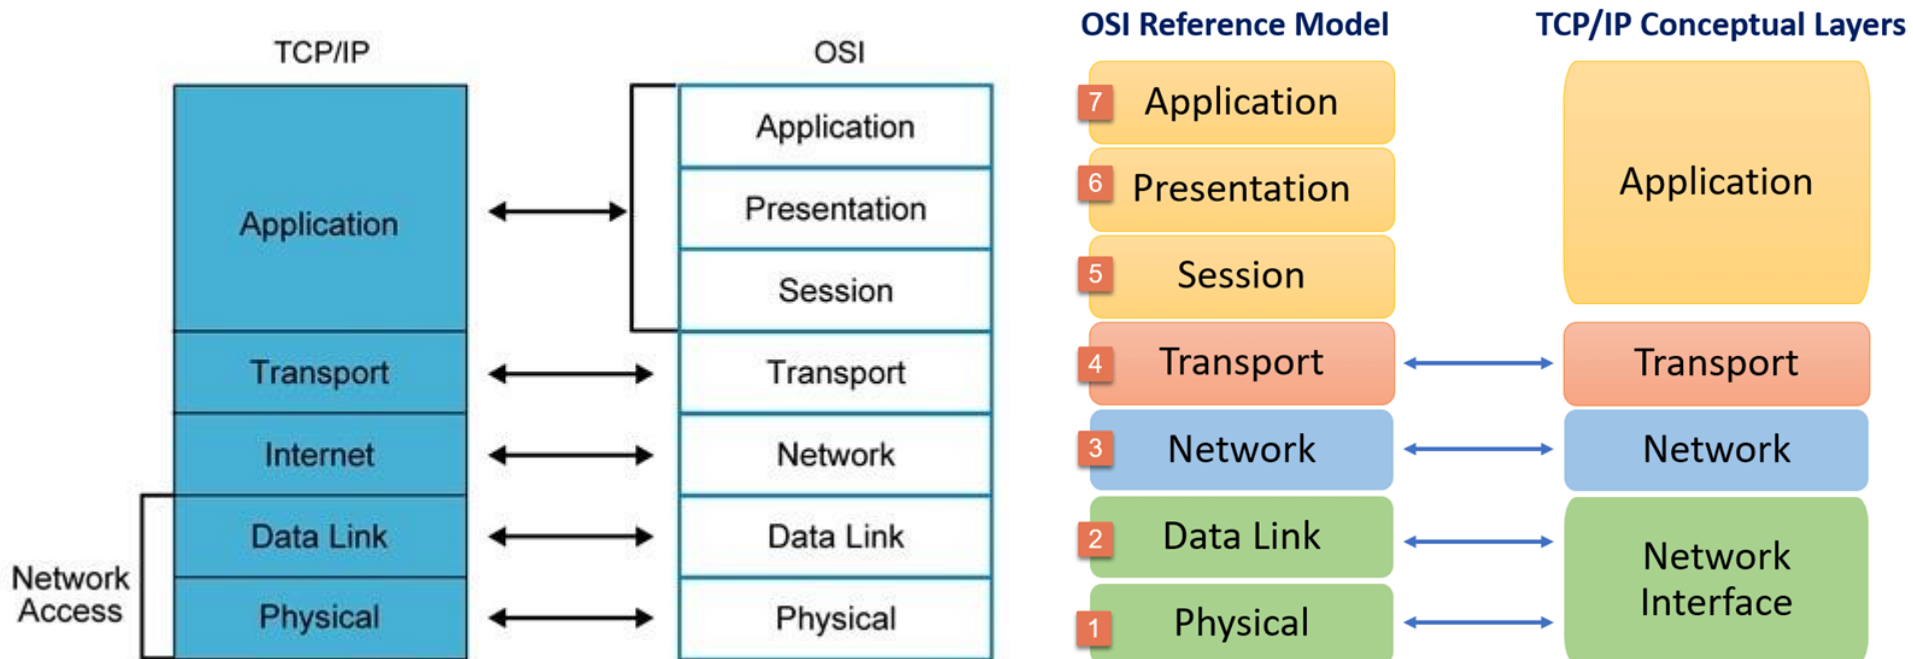 TCP/IP
Application
Transport
Internet
Data Link
Physical
Network
Access
OSI
Application
Presentation
Session
Transport
Network
Data Link
Physical
OSI Reference Model
7 Application
6 Presentation
5 Session
4 Transport
3 Network
2 Data Link
1 Physical
TCP/IP Conceptual Layers
Application
Transport
Network
Network
Interface